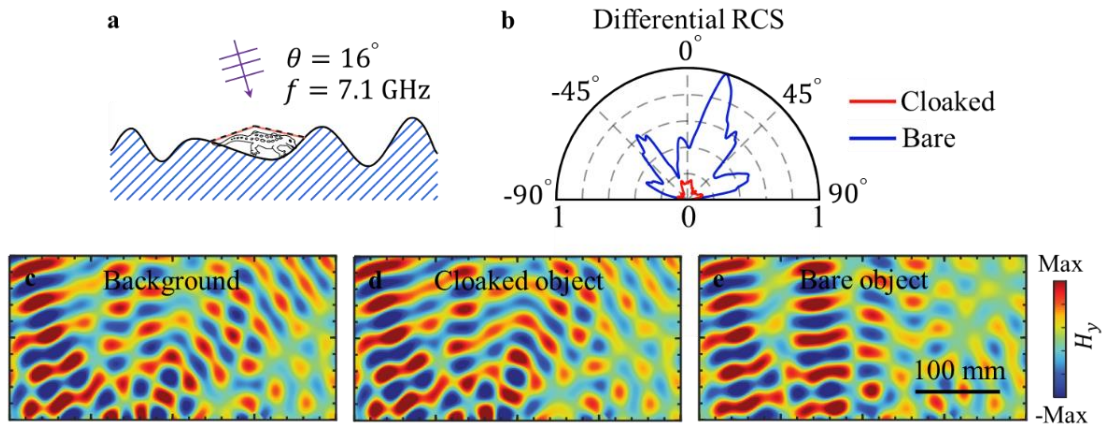 a
θ = 16°
f = 7.1 GHz
b
Differential RCS
0°
-45°
45°
-90°
90°
1
0
1
Cloaked
Bare
c
Background
d
Cloaked object
e
Bare object
100 mm
Max
H_y
-Max